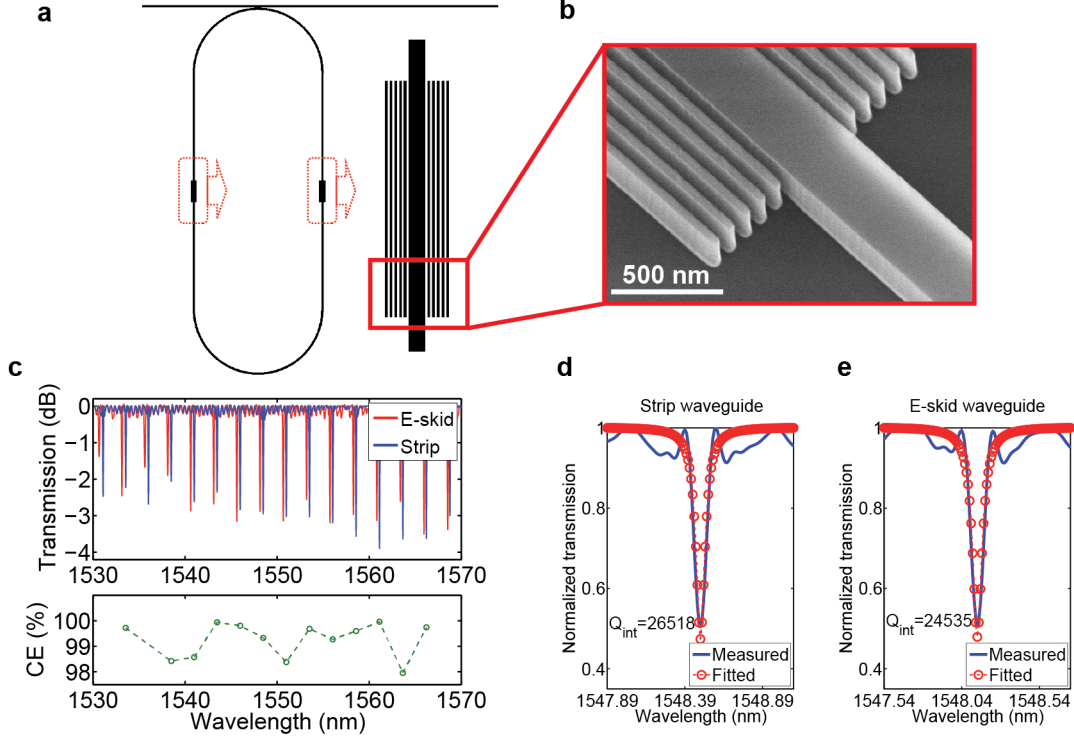 a
b
500 nm
c
Transmission (dB)
0
−1
−2
−3
−4
E-skid
Strip
1530
1540
1550
1560
1570
CE (%)
100
99
98
1530
1540
1550
1560
1570
Wavelength (nm)
d
Strip waveguide
Normalized transmission
1
0.8
0.6
0.4
Qint=26518
Measured
Fitted
1547.89
1548.39
1548.89
Wavelength (nm)
e
E-skid waveguide
Normalized transmission
1
0.8
0.6
0.4
Qint=24535
Measured
Fitted
1547.54
1548.04
1548.54
Wavelength (nm)